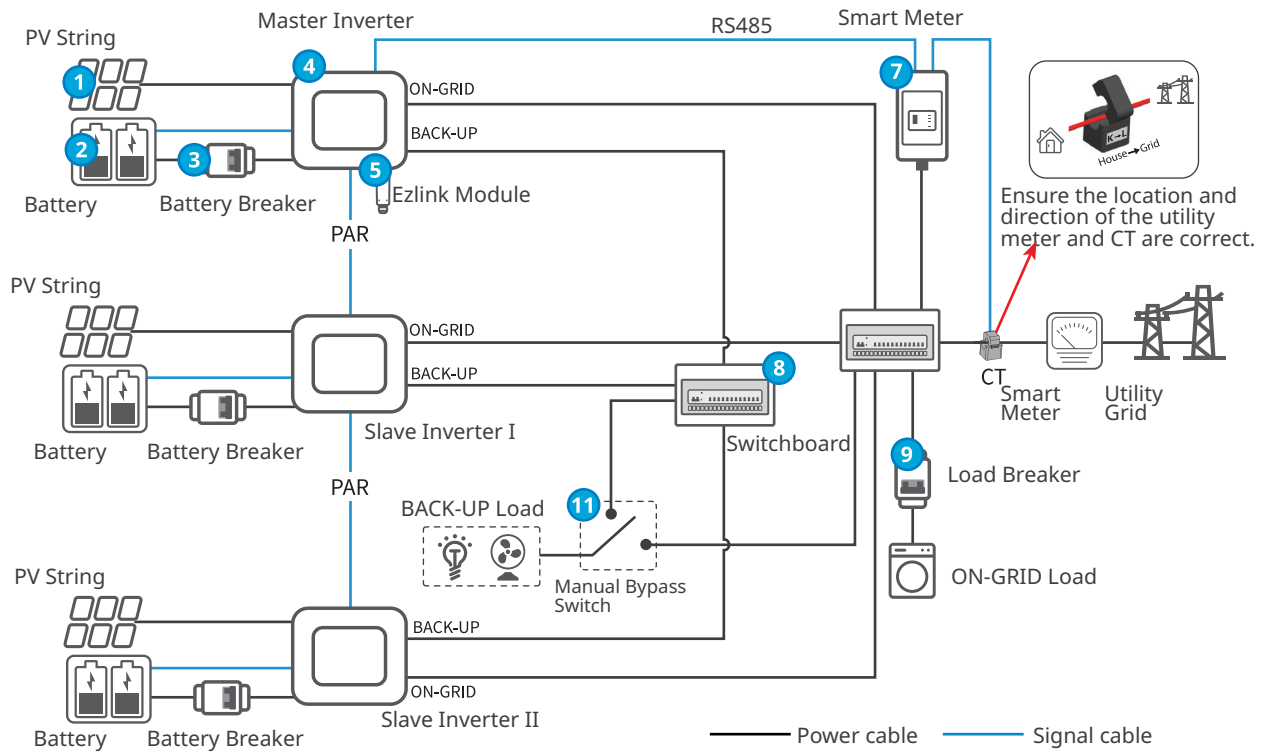 Master Inverter
RS485
Smart Meter
PV String
1
4
7
ON-GRID
BACK-UP
2
3
5
Battery
Battery Breaker
Ezlink Module
K→L
House→Grid
Ensure the location and
direction of the utility
meter and CT are correct.
PAR
PV String
ON-GRID
BACK-UP
8
CT
Smart
Meter
Utility
Grid
Battery
Battery Breaker
Slave Inverter I
Switchboard
9
Load Breaker
PAR
BACK-UP Load
11
Manual Bypass
Switch
ON-GRID Load
PV String
BACK-UP
ON-GRID
Battery
Battery Breaker
Slave Inverter II
Power cable
Signal cable